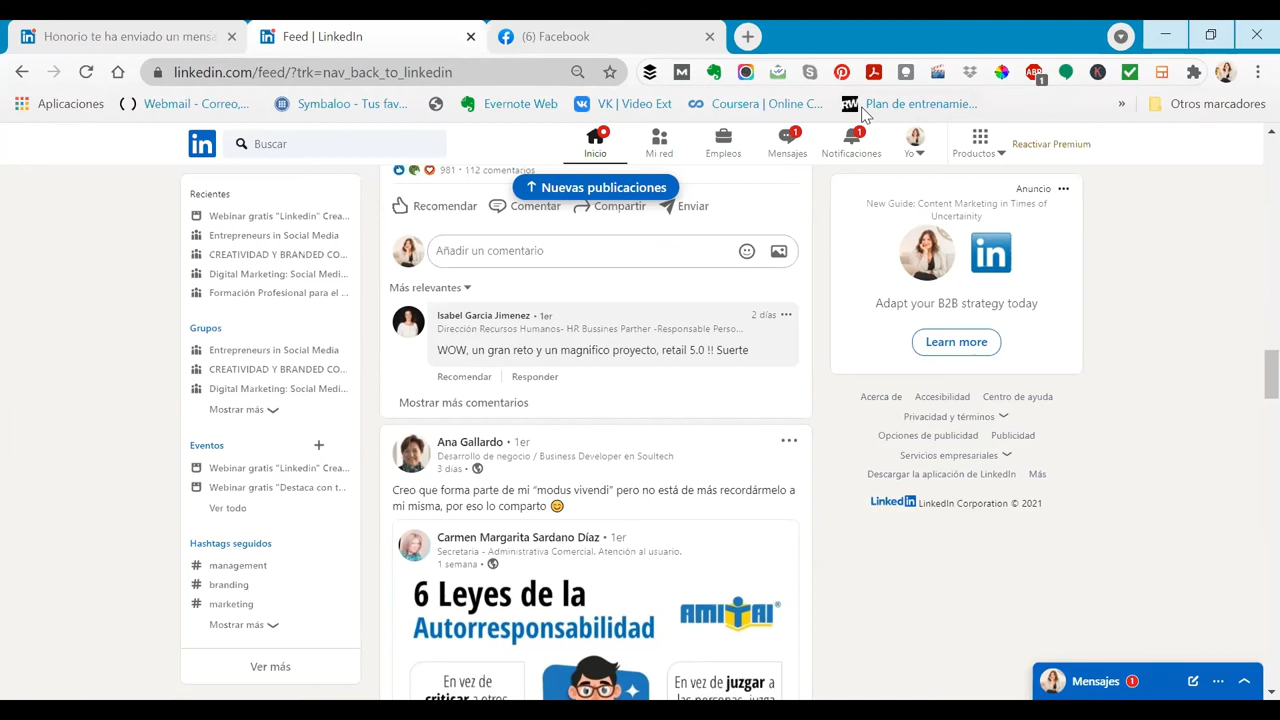 Honorio te ha enviado un mensa
Feed | LinkedIn
(6) Facebook
linkedin.com/feed/?trk=nav_back_to_linkedin
Aplicaciones
Webmail - Correo,...
Symbaloo - Tus fav...
Evernote Web
VK | Video Ext
Coursera | Online C...
RW
Plan de entrenamie...
»
Otros marcadores
in
Buscar
Inicio
Mi red
Empleos
1
Mensajes
1
Notificaciones
Yo
Productos
Reactivar Premium
Recientes
Webinar gratis "Linkedin" Crea...
Entrepreneurs in Social Media
CREATIVIDAD Y BRANDED CO...
Digital Marketing: Social Medi...
Formación Profesional para el ...
Grupos
Entrepreneurs in Social Media
CREATIVIDAD Y BRANDED CO...
Digital Marketing: Social Medi...
Mostrar más
Eventos
Webinar gratis "Linkedin" Crea...
Webinar gratis "Destaca con t...
Ver todo
Hashtags seguidos
# management
# branding
# marketing
Mostrar más
Ver más
981 · 112 comentarios
↑ Nuevas publicaciones
Recomendar
Comentar
Compartir
Enviar
Añadir un comentario
Más relevantes
Isabel Garcia Jimenez • 1er
2 días
Dirección Recursos Humanos- HR Bussines Parther -Responsable Perso...
WOW, un gran reto y un magnifico proyecto, retail 5.0 !! Suerte
Recomendar
Responder
Mostrar más comentarios
Ana Gallardo • 1er
Desarrollo de negocio / Business Developer en Soultech
3 días •
Creo que forma parte de mi “modus vivendi” pero no está de más recordármelo a
mi misma, por eso lo comparto
Carmen Margarita Sardano Díaz • 1er
Secretaria - Administrativa Comercial. Atención al usuario.
1 semana •
6 Leyes de la
Autorresponsabilidad
AMITAI®
En vez de
criticar a otros
En vez de juzgar a
las personas, juzga
Anuncio
New Guide: Content Marketing in Times of
Uncertainity
in
Adapt your B2B strategy today
Learn more
Acerca de
Accesibilidad
Centro de ayuda
Privacidad y términos
Opciones de publicidad
Publicidad
Servicios empresariales
Descargar la aplicación de LinkedIn
Más
LinkedIn LinkedIn Corporation © 2021
Mensajes 1